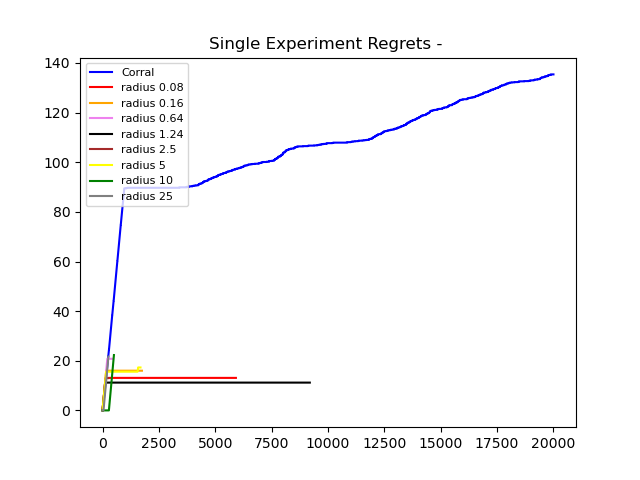 Single Experiment Regrets -
140
120
100
80
60
40
20
0
Corral
radius 0.08
radius 0.16
radius 0.64
radius 1.24
radius 2.5
radius 5
radius 10
radius 25
0 2500 5000 7500 10000 12500 15000 17500 20000